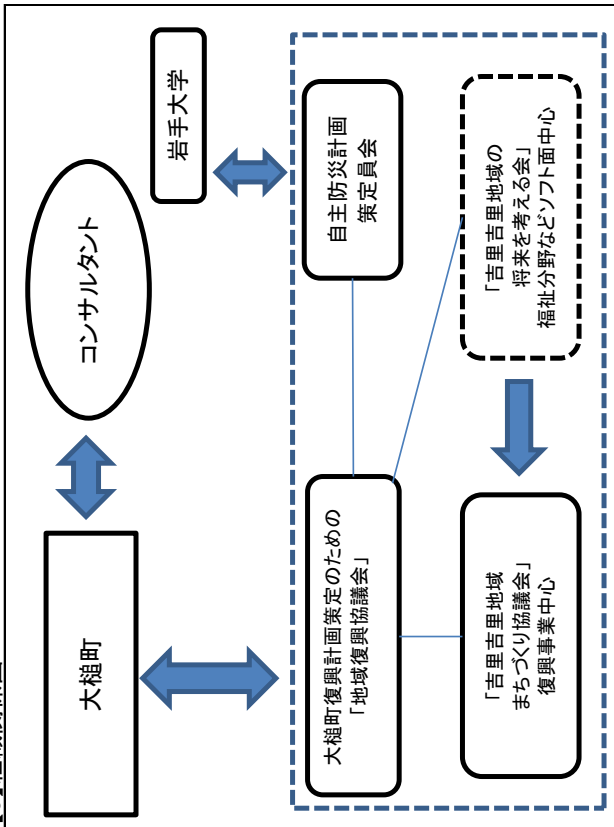 大槌町
コンサルタント
岩手大学
大槌町復興計画策定のための
「地域復興協議会」
自主防災計画
策定員会
「吉里吉里地域
まちづくり協議会」
復興事業中心
「吉里吉里地域の
将来を考える会」
福祉分野などソフト面中心